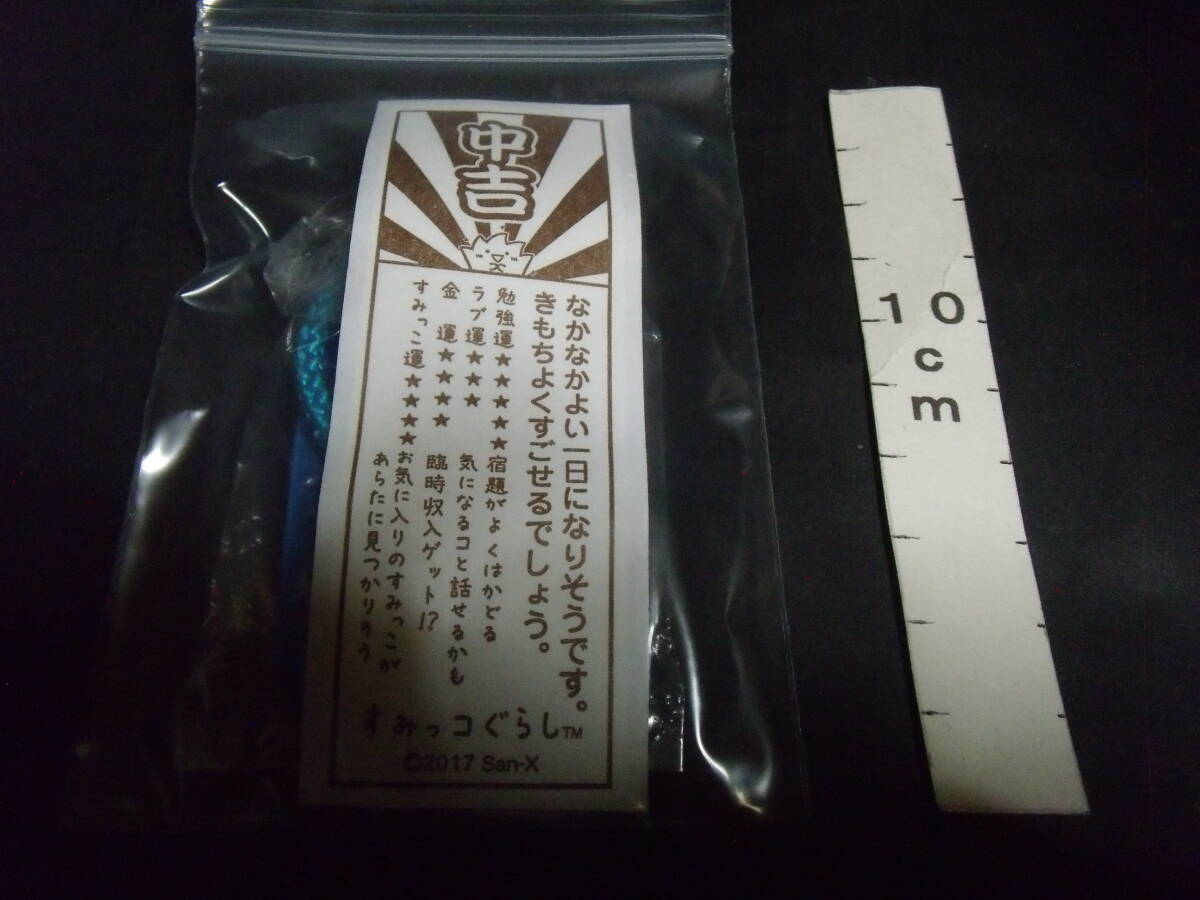 中吉
なかなかよい一日になりそうです。
きもちよくすごせるでしょう。
勉強運★★★★★宿題がよくはかどる
ラブ運★★★ 気になるコと話せるかも
金 運★★★★ 臨時収入ゲット!?
すみっこ運★★★★お気に入りのすみっこが
あらたに見つかりそう
すみっコぐらし™
©2017 San-X
10
c
m